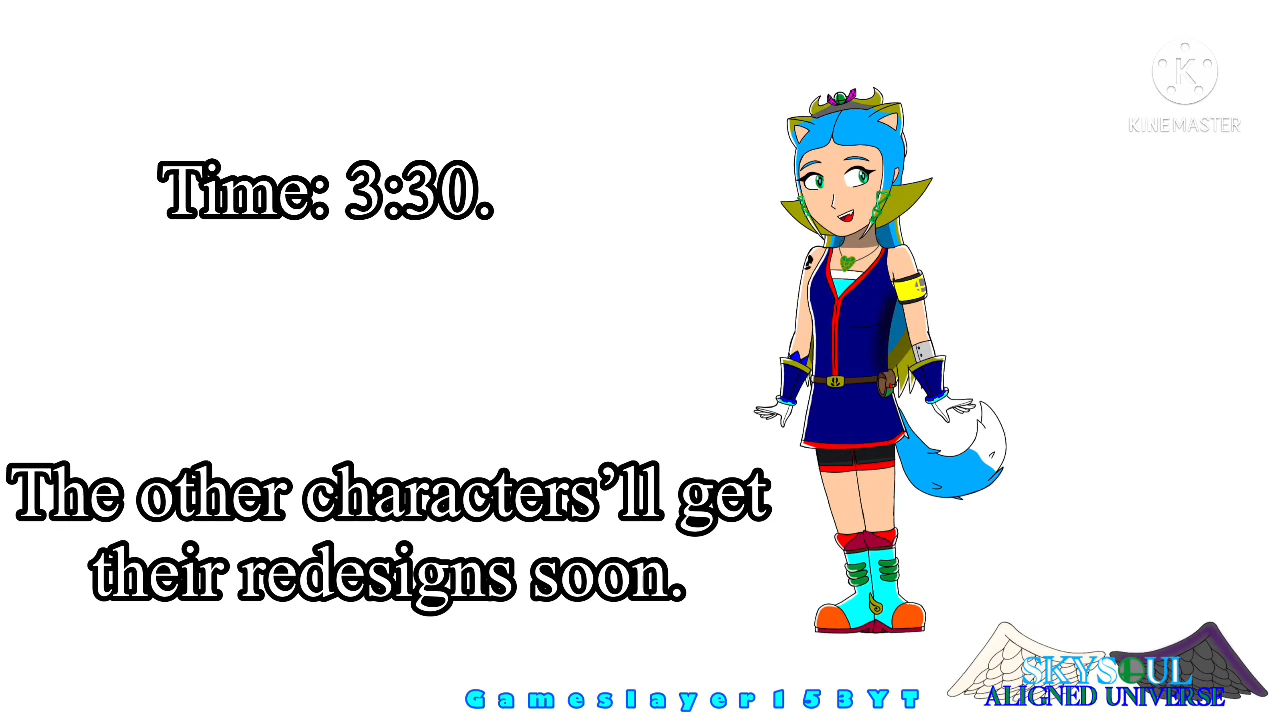 KINEMASTER
Time: 3:30.
The other characters’ll get
their redesigns soon.
SKYSOUL
ALIGNED UNIVERSE
Gameslayer153YT